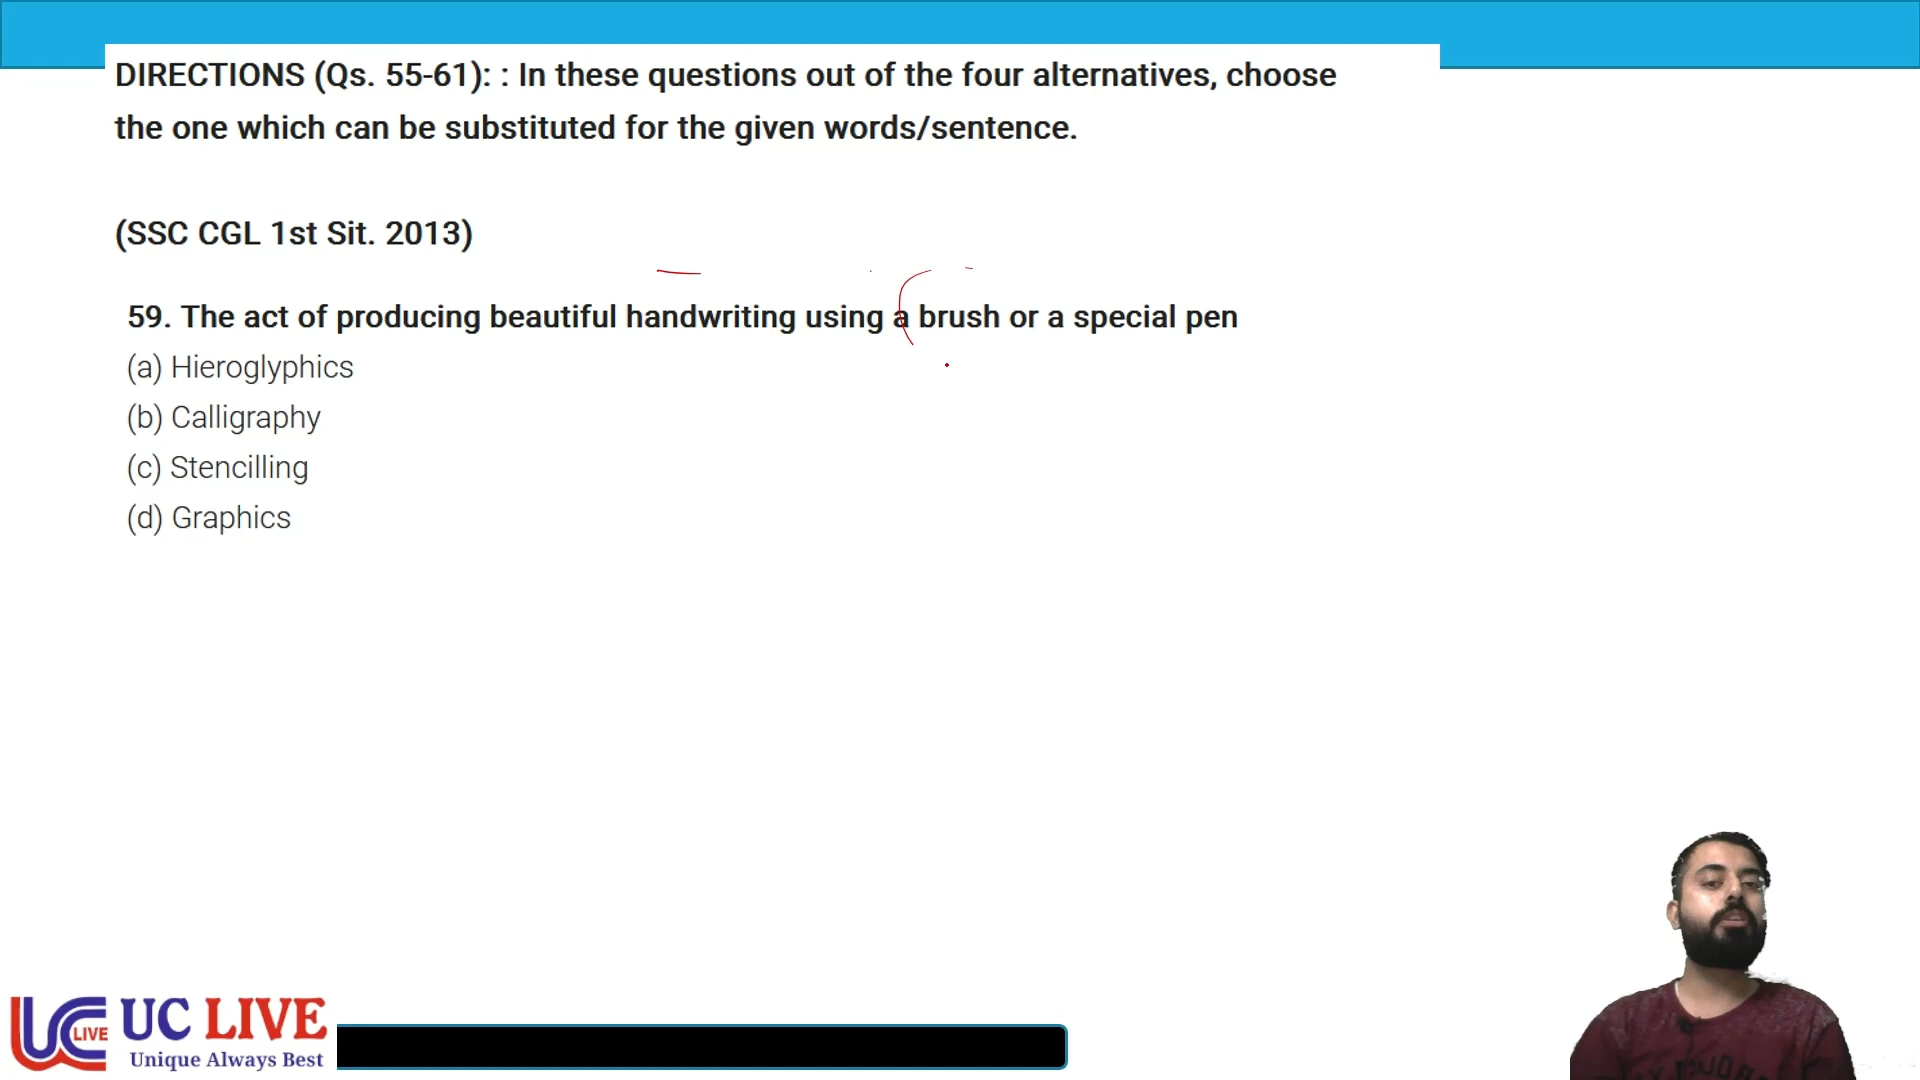 DIRECTIONS (Qs. 55-61): : In these questions out of the four alternatives, choose
the one which can be substituted for the given words/sentence.
(SSC CGL 1st Sit. 2013)
59. The act of producing beautiful handwriting using a brush or a special pen
(a) Hieroglyphics
(b) Calligraphy
(c) Stencilling
(d) Graphics
LIVE
UC LIVE
Unique Always Best